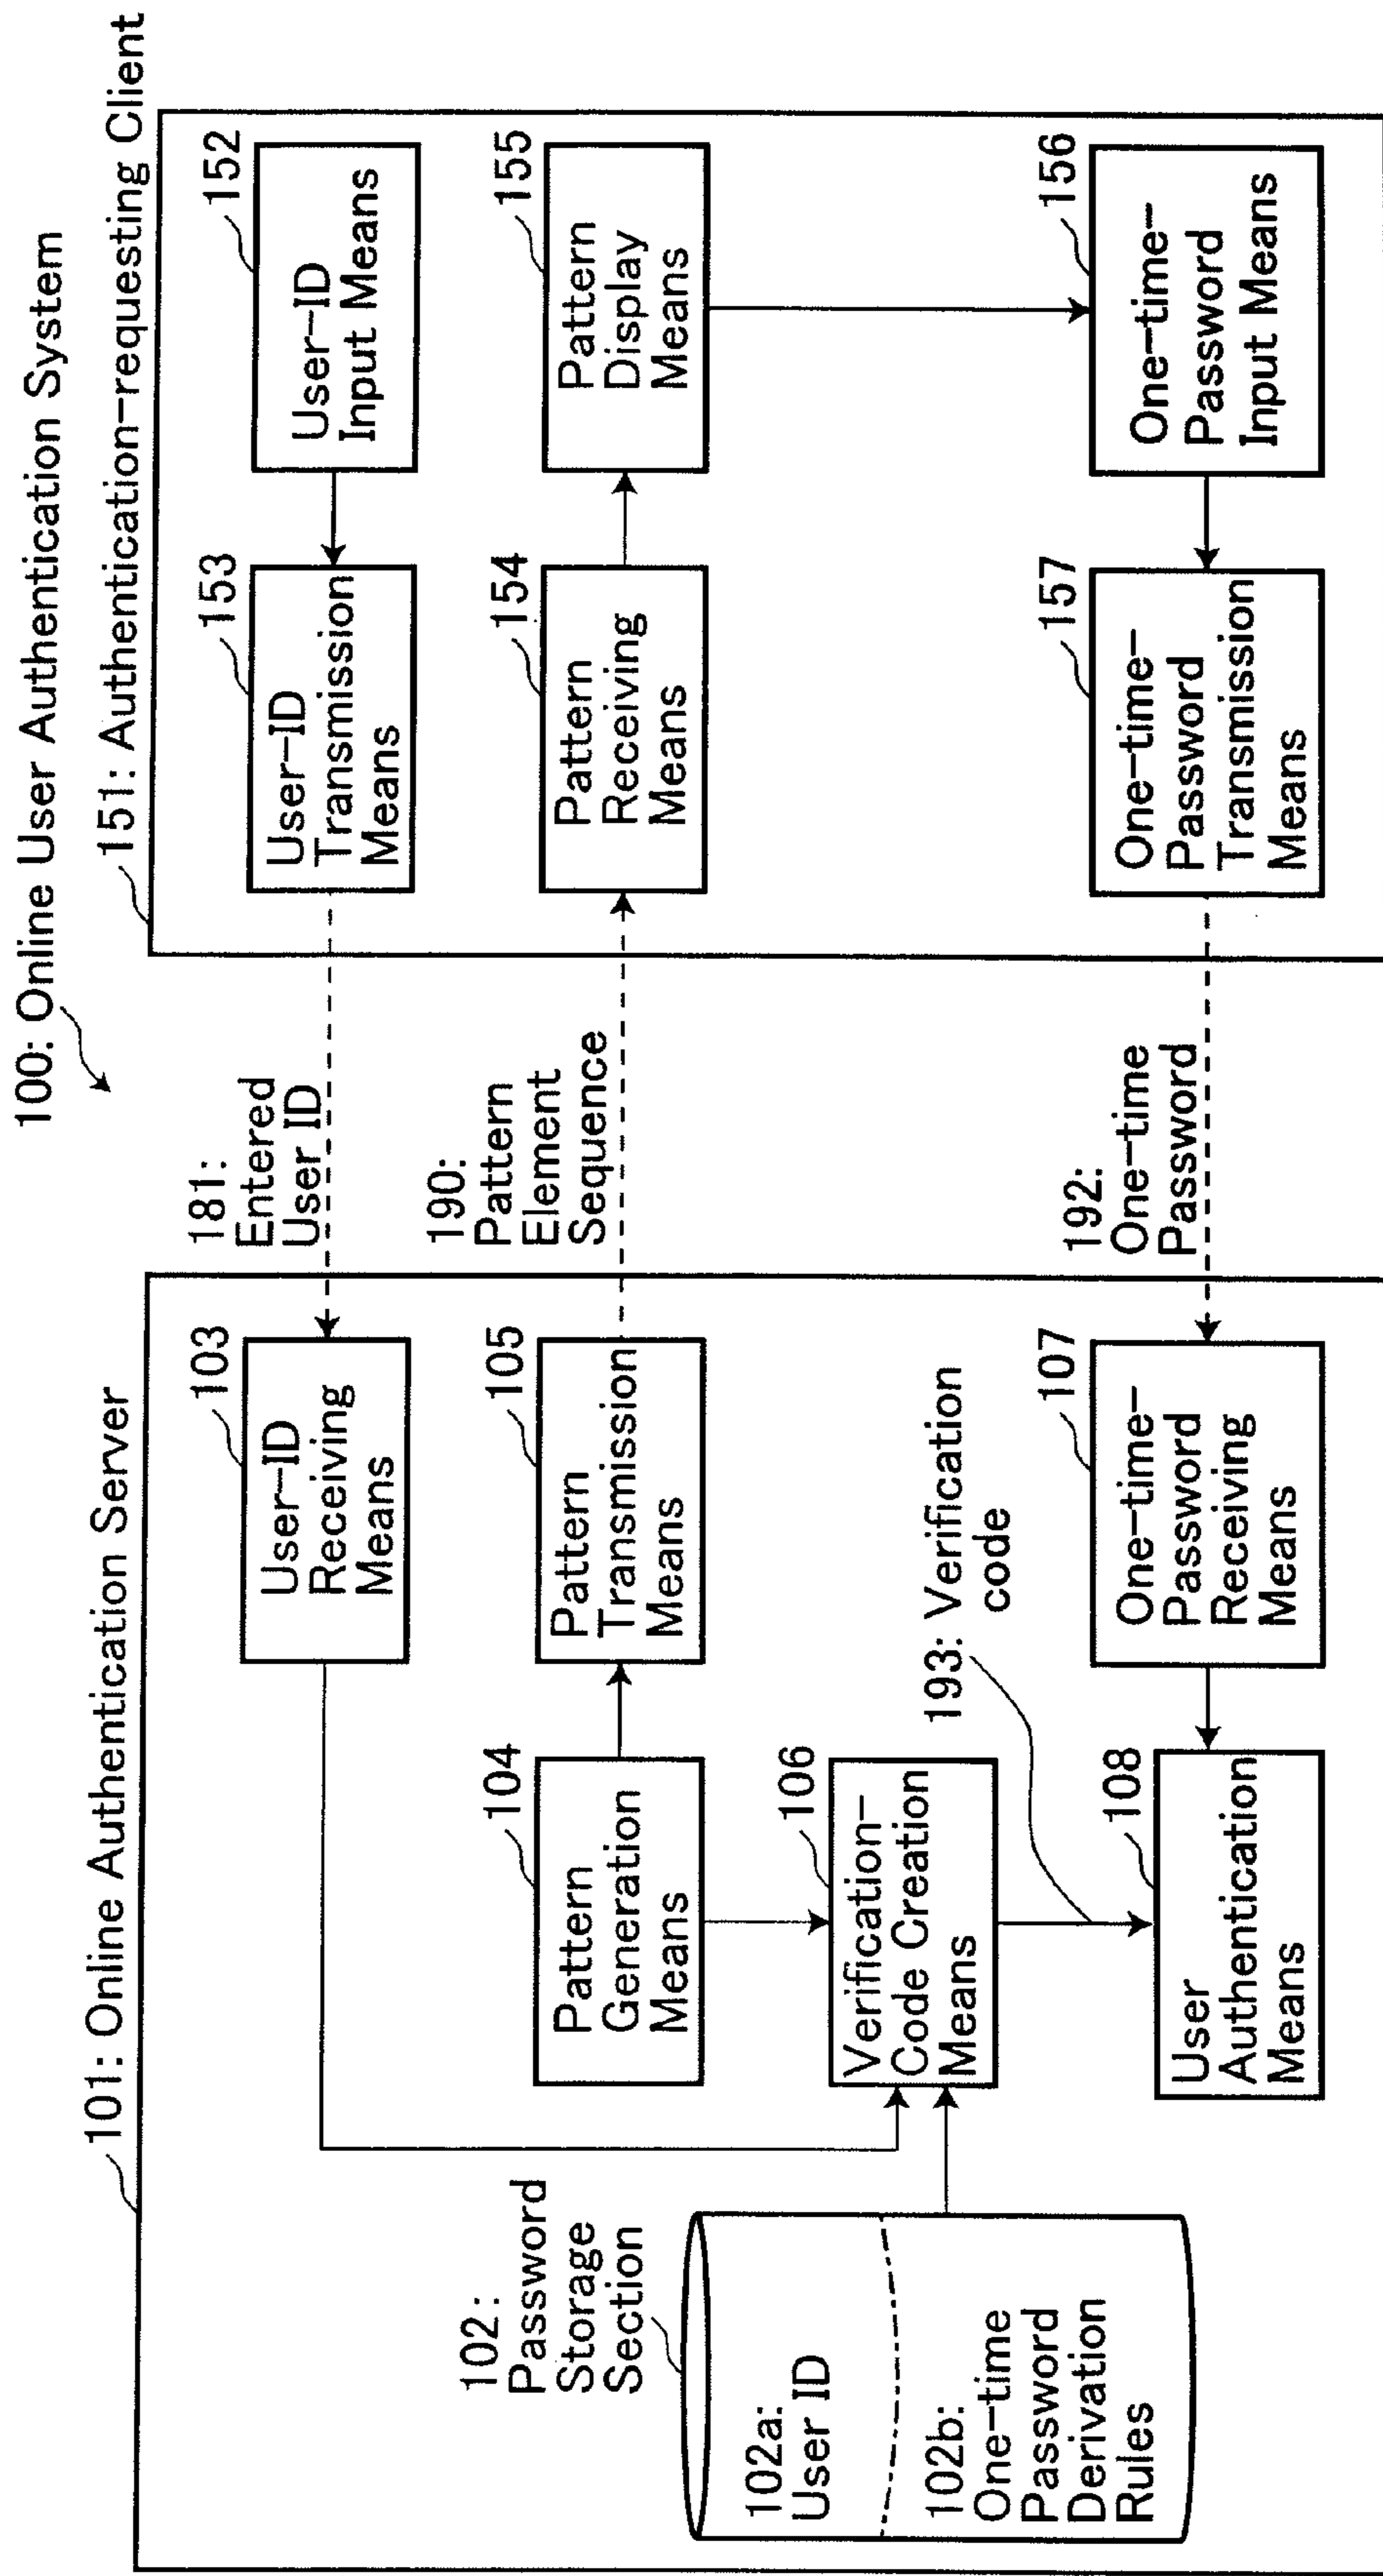 100: Online User Authentication System
101: Online Authentication Server
151: Authentication-requesting Client
103
User-ID
Receiving
Means
181:
Entered
User ID
153
User-ID
Transmission
Means
152
User-ID
Input Means
104
Pattern
Generation
Means
105
Pattern
Transmission
Means
190:
Pattern
Element
Sequence
154
Pattern
Receiving
Means
155
Pattern
Display
Means
102:
Password
Storage
Section
102a:
User ID
102b:
One-time
Password
Derivation
Rules
106
Verification-
Code Creation
Means
193: Verification
code
108
User
Authentication
Means
107
One-time-
Password
Receiving
Means
192:
One-time
Password
157
One-time-
Password
Transmission
Means
156
One-time-
Password
Input Means